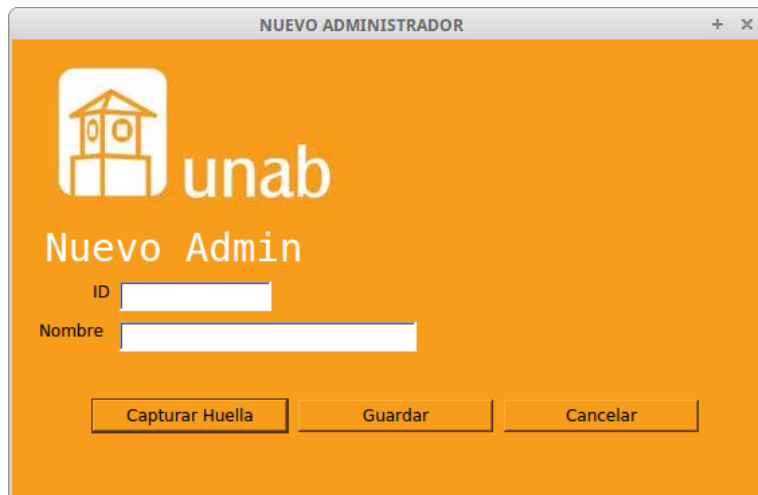 NUEVO ADMINISTRADOR
unab
Nuevo Admin
ID
Nombre
Capturar Huella Guardar Cancelar